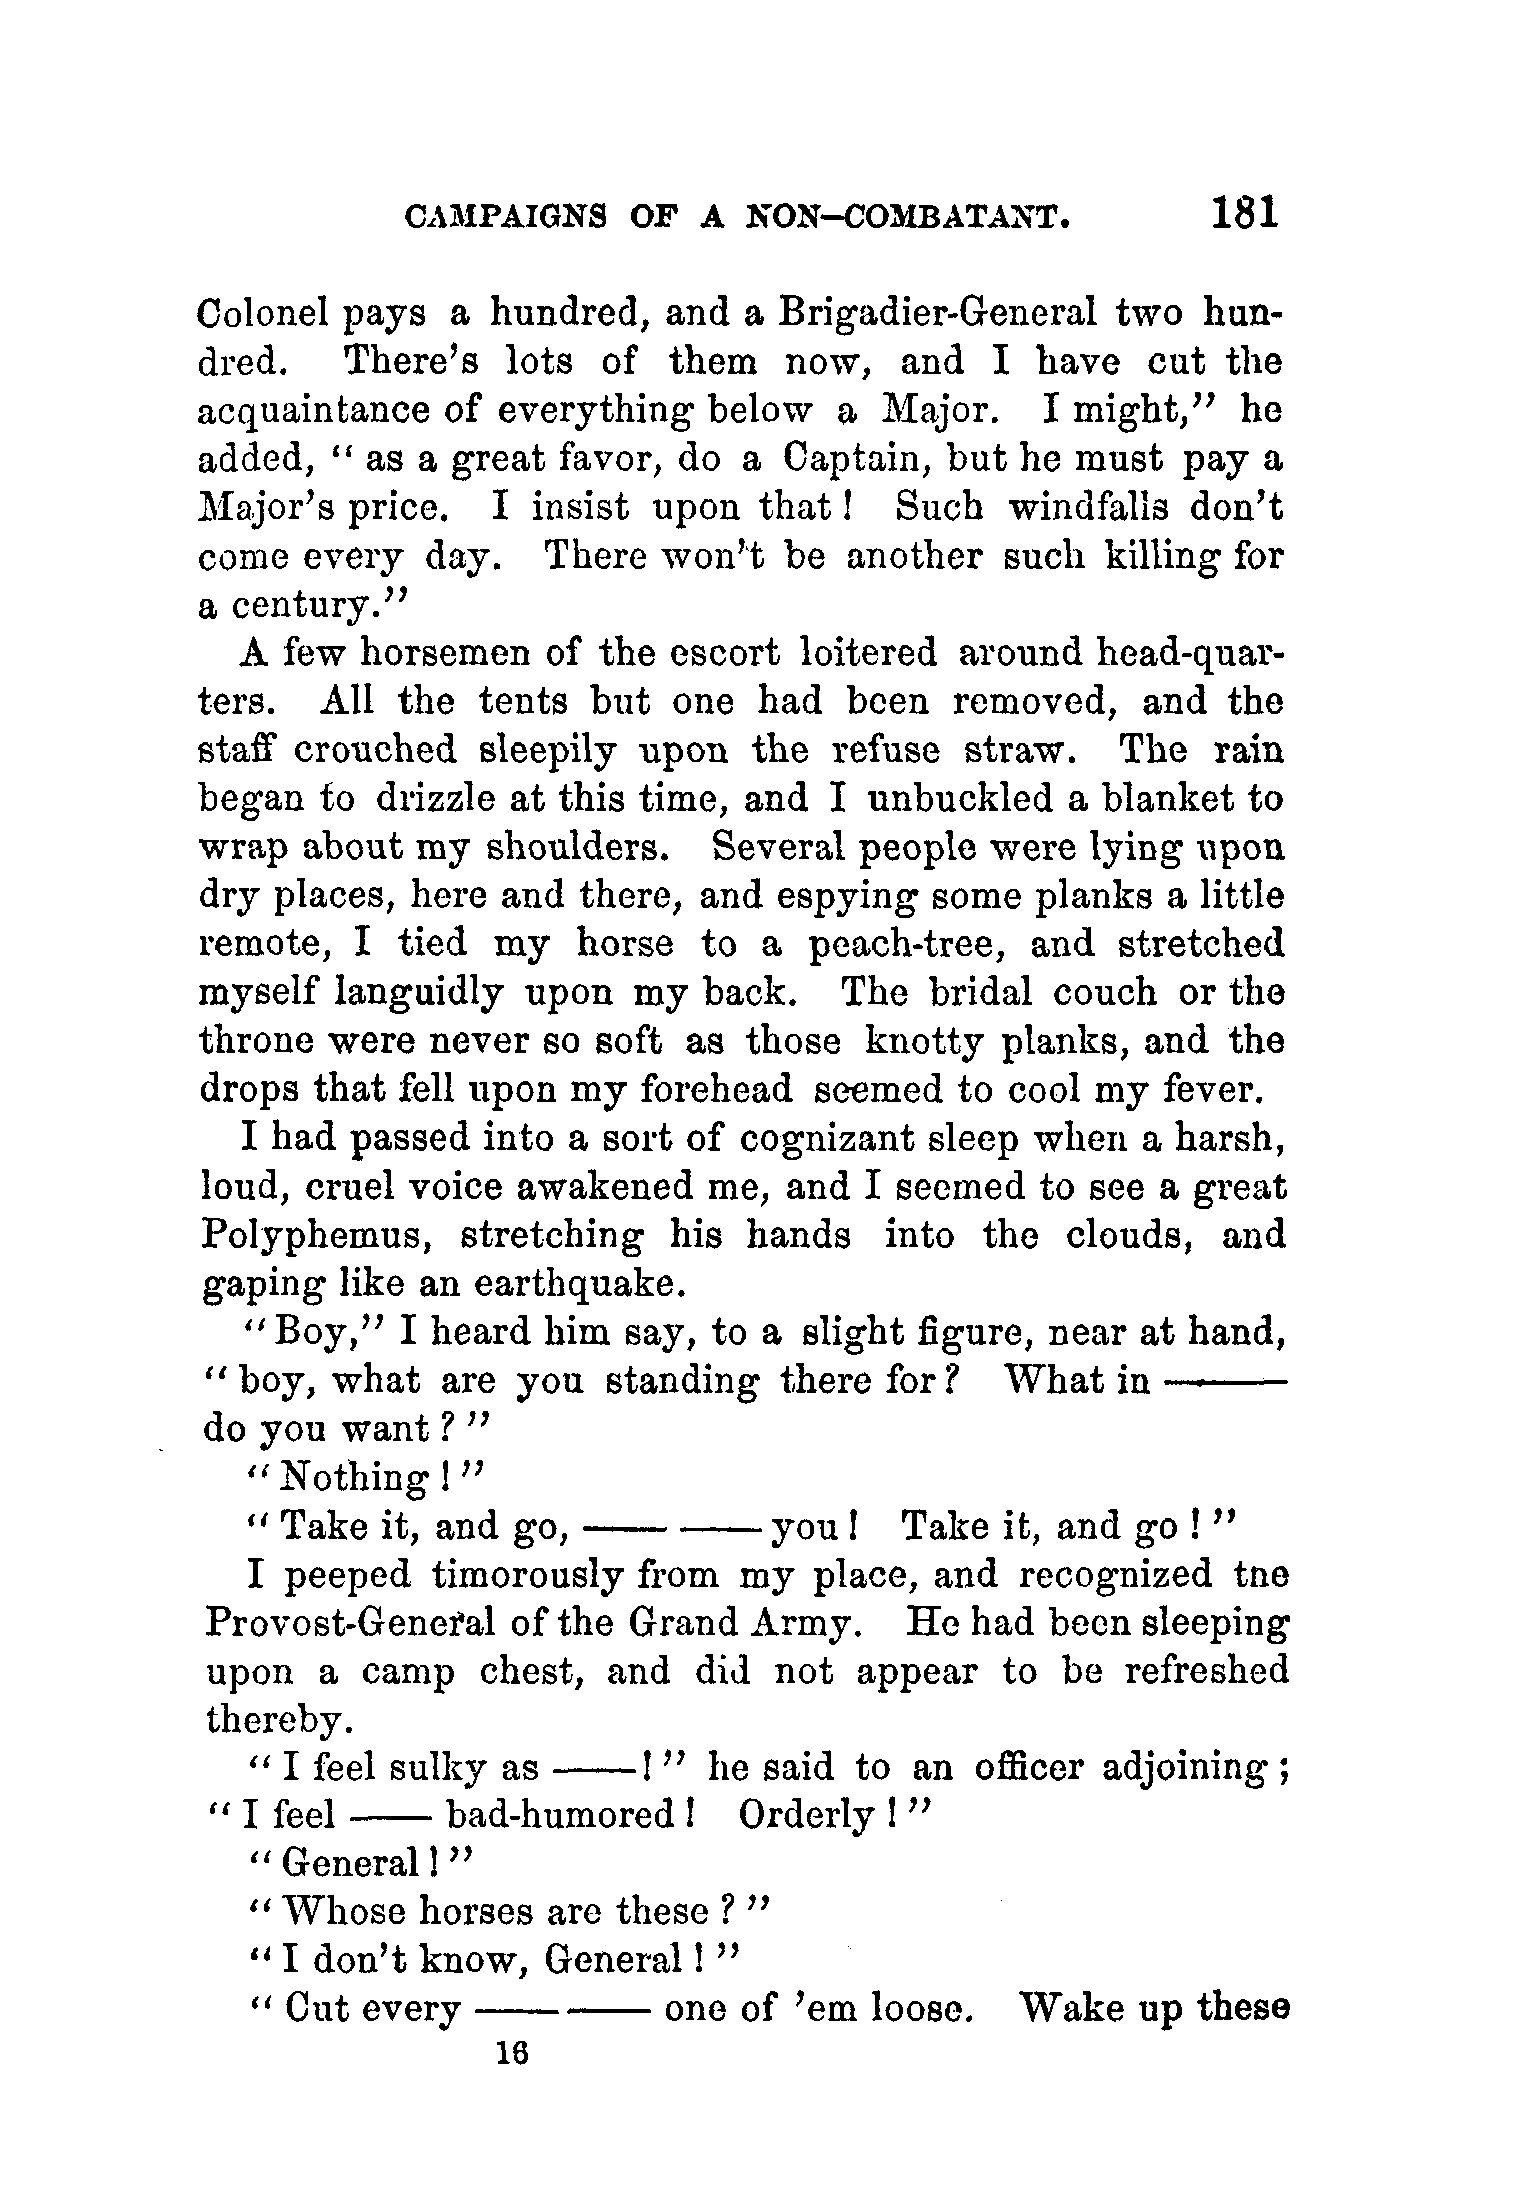 CAMPAIGNS OF A NON-COMBATANT. 181
Colonel pays a hundred, and a Brigadier-General two hun-
dred. There's lots of them now, and I have cut the
acquaintance of everything below a Major. I might," he
added, " as a great favor, do a Captain, but he must pay a
Major's price. I insist upon that! Such windfalls don't
come every day. There won't be another such killing for
a century."
A few horsemen of the escort loitered around head-quar-
ters. All the tents but one had been removed, and the
staff crouched sleepily upon the refuse straw. The rain
began to drizzle at this time, and I unbuckled a blanket to
wrap about my shoulders. Several people were lying upon
dry places, here and there, and espying some planks a little
remote, I tied my horse to a peach-tree, and stretched
myself languidly upon my back. The bridal couch or the
throne were never so soft as those knotty planks, and the
drops that fell upon my forehead seemed to cool my fever.
I had passed into a sort of cognizant sleep when a harsh,
loud, cruel voice awakened me, and I seemed to see a great
Polyphemus, stretching his hands into the clouds, and
gaping like an earthquake.
"Boy," I heard him say, to a slight figure, near at hand,
"boy, what are you standing there for? What in ——
do you want?"
"Nothing!"
"Take it, and go, —— —— you! Take it, and go!"
I peeped timorously from my place, and recognized the
Provost-General of the Grand Army. He had been sleeping
upon a camp chest, and did not appear to be refreshed
thereby.
"I feel sulky as ——!" he said to an officer adjoining;
"I feel —— bad-humored! Orderly!"
"General!"
"Whose horses are these?"
"I don't know, General!"
"Cut every —— —— one of 'em loose. Wake up these
16